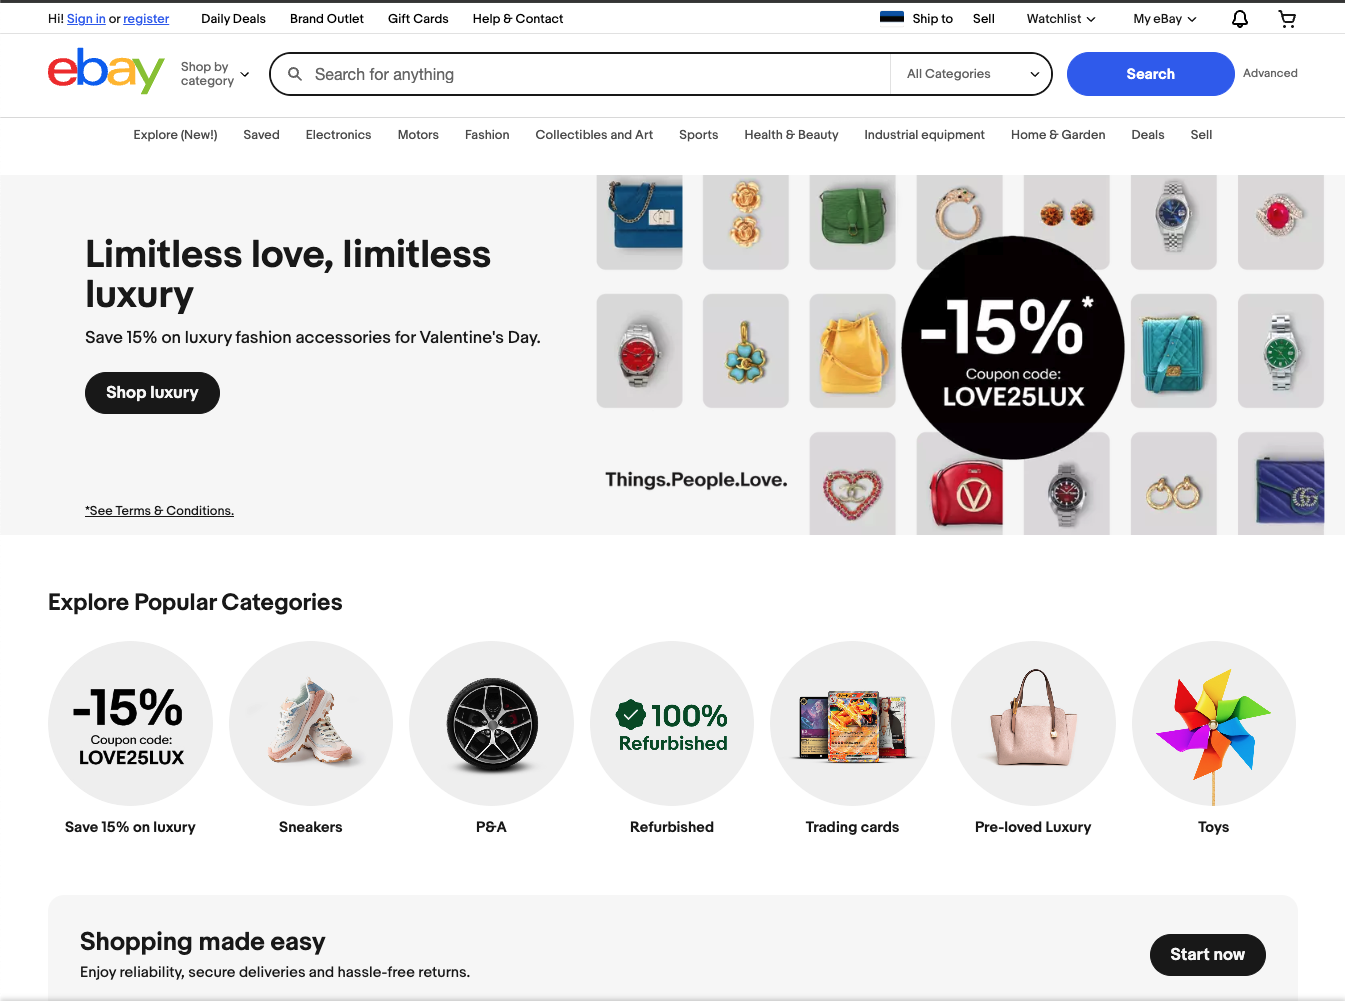 Hi! Sign in or register
Daily Deals
Brand Outlet
Gift Cards
Help & Contact
Ship to
Sell
Watchlist
My eBay
ebay
Shop by
category
Search for anything
All Categories
Search
Advanced
Explore (New!)
Saved
Electronics
Motors
Fashion
Collectibles and Art
Sports
Health & Beauty
Industrial equipment
Home & Garden
Deals
Sell
Limitless love, limitless
luxury
Save 15% on luxury fashion accessories for Valentine's Day.
Shop luxury
*See Terms & Conditions.
-15%*
Coupon code:
LOVE25LUX
Things.People.Love.
Explore Popular Categories
-15%
Coupon code:
LOVE25LUX
100%
Refurbished
Save 15% on luxury
Sneakers
P&A
Refurbished
Trading cards
Pre-loved Luxury
Toys
Shopping made easy
Enjoy reliability, secure deliveries and hassle-free returns.
Start now